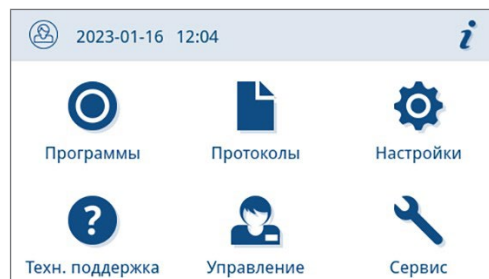 2023-01-16 12:04 i
Программы Протоколы Настройки
?
Техн. поддержка Управление Сервис